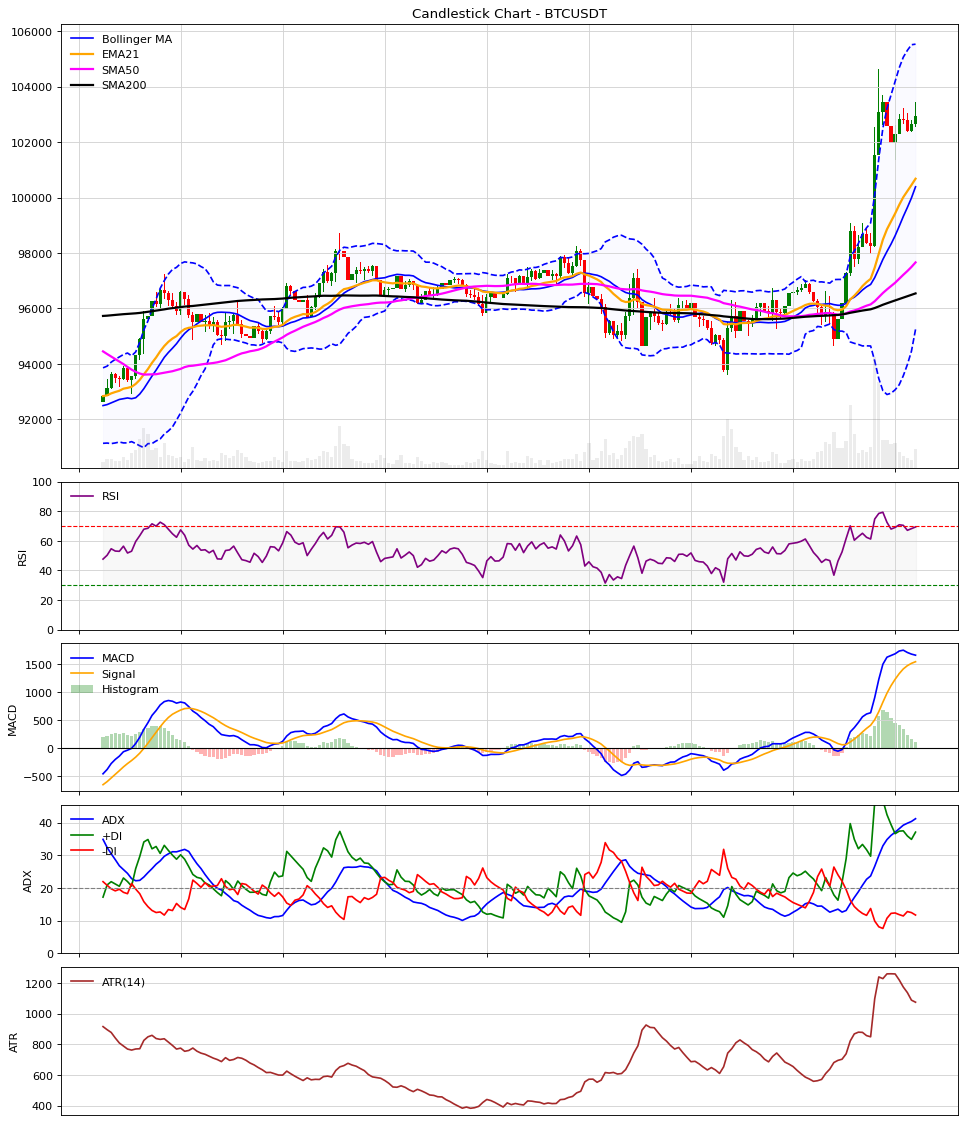 Candlestick Chart - BTCUSDT
106000
104000
102000
100000
98000
96000
94000
92000
Bollinger MA
EMA21
SMA50
SMA200
100
80
60
40
20
0
RSI
RSI
1500
1000
500
0
−500
MACD
MACD
Signal
Histogram
40
30
20
10
0
ADX
ADX
+DI
-DI
1200
1000
800
600
400
ATR
ATR(14)